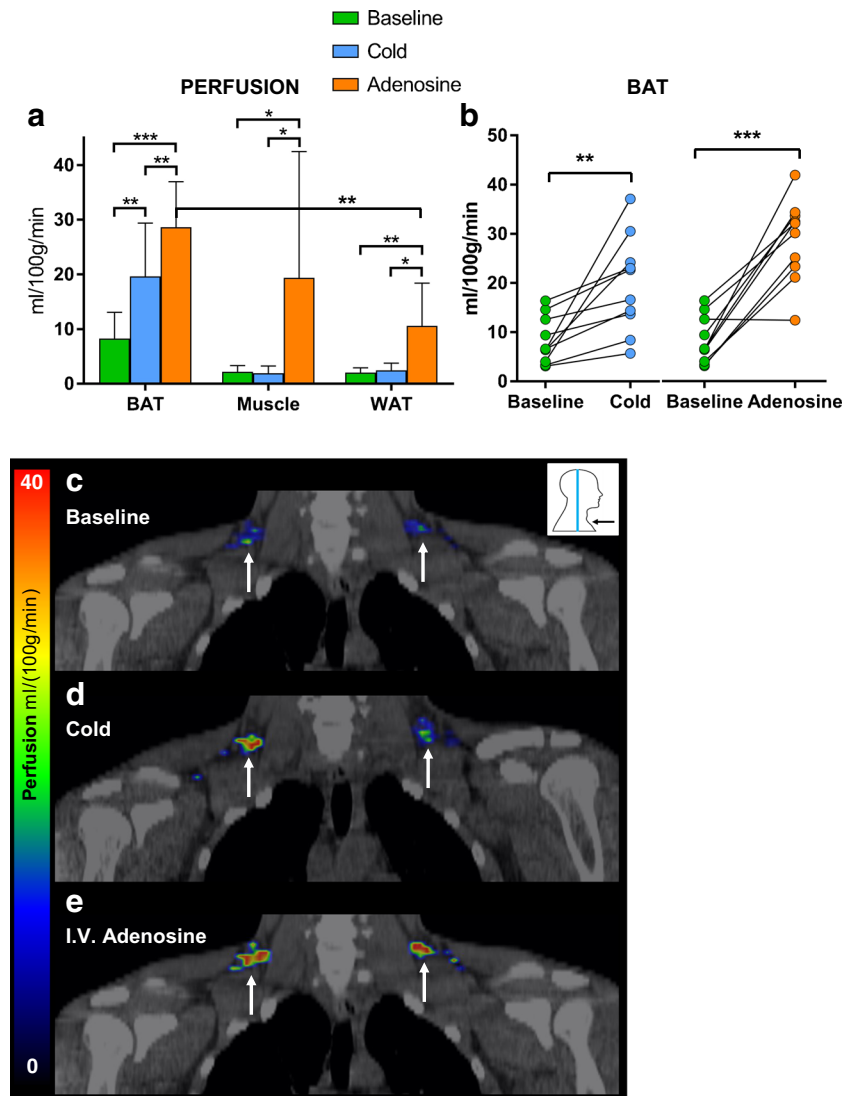 Baseline
Cold
Adenosine
PERFUSION
BAT
a
b
ml/100g/min
40
30
20
10
0
***
**
**
*
*
**
**
*
BAT
Muscle
WAT
ml/100g/min
50
40
30
20
10
0
**
***
Baseline
Cold
Baseline
Adenosine
40
Perfusion ml/(100g/min)
0
c
Baseline
d
Cold
e
I.V. Adenosine